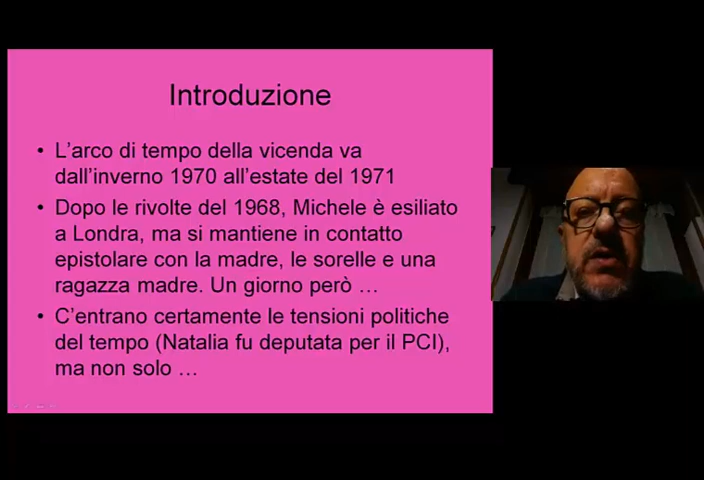 Introduzione
• L'arco di tempo della vicenda va
dall'inverno 1970 all'estate del 1971
• Dopo le rivolte del 1968, Michele è esiliato
a Londra, ma si mantiene in contatto
epistolare con la madre, le sorelle e una
ragazza madre. Un giorno però …
• C'entrano certamente le tensioni politiche
del tempo (Natalia fu deputata per il PCI),
ma non solo …